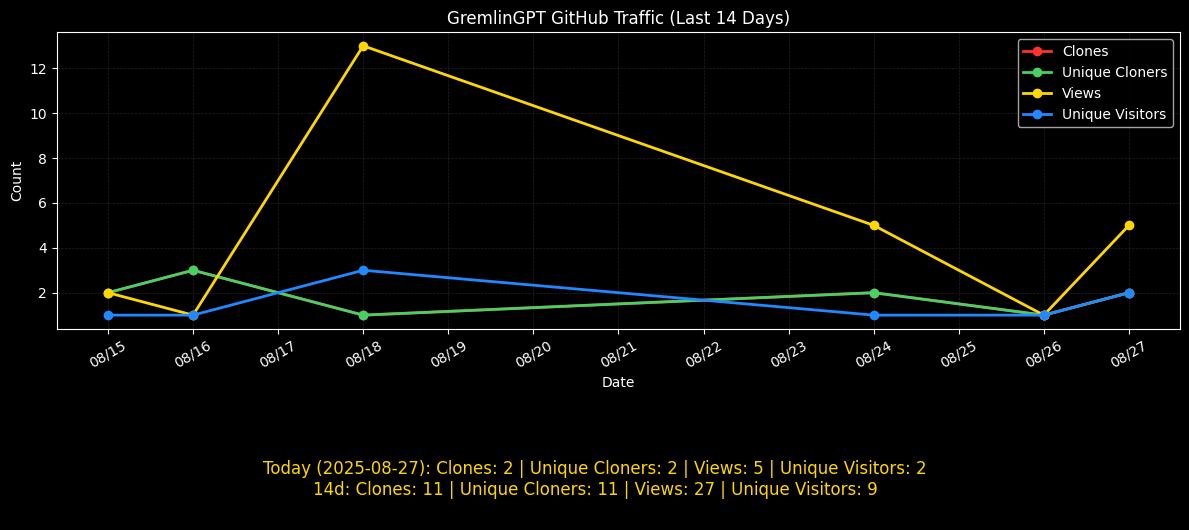 GremlinGPT GitHub Traffic (Last 14 Days)
Clones
Unique Cloners
Views
Unique Visitors
Count
12
10
8
6
4
2
08/15 08/16 08/17 08/18 08/19 08/20 08/21 08/22 08/23 08/24 08/25 08/26 08/27
Date
Today (2025-08-27): Clones: 2 | Unique Cloners: 2 | Views: 5 | Unique Visitors: 2
14d: Clones: 11 | Unique Cloners: 11 | Views: 27 | Unique Visitors: 9